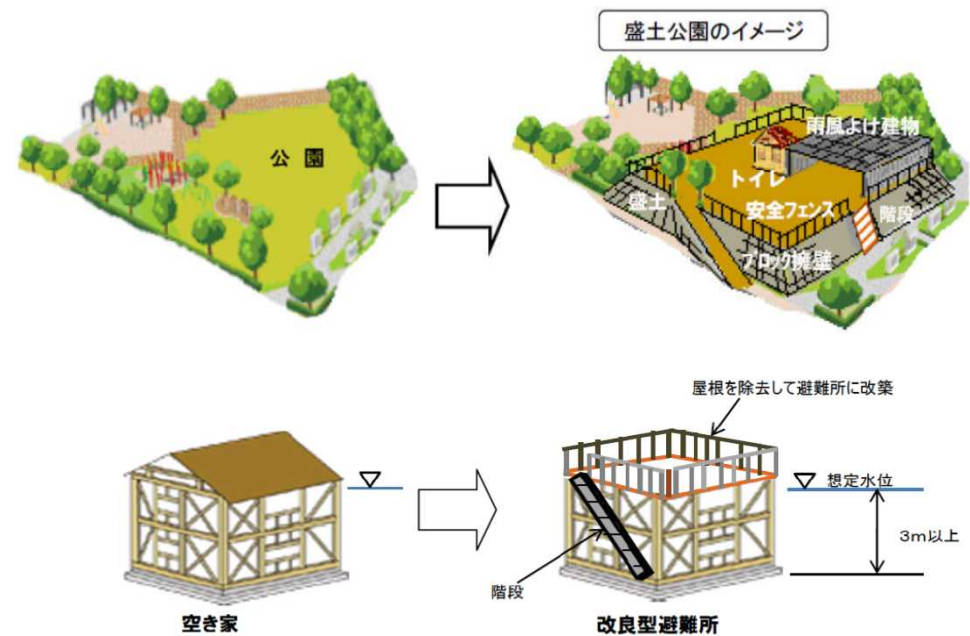 盛土公園のイメージ
公 園
雨風よけ建物
トイレ
盛土
安全フェンス
階段
ブロック擁壁
屋根を除去して避難所に改築
想定水位
3m以上
階段
空き家
改良型避難所